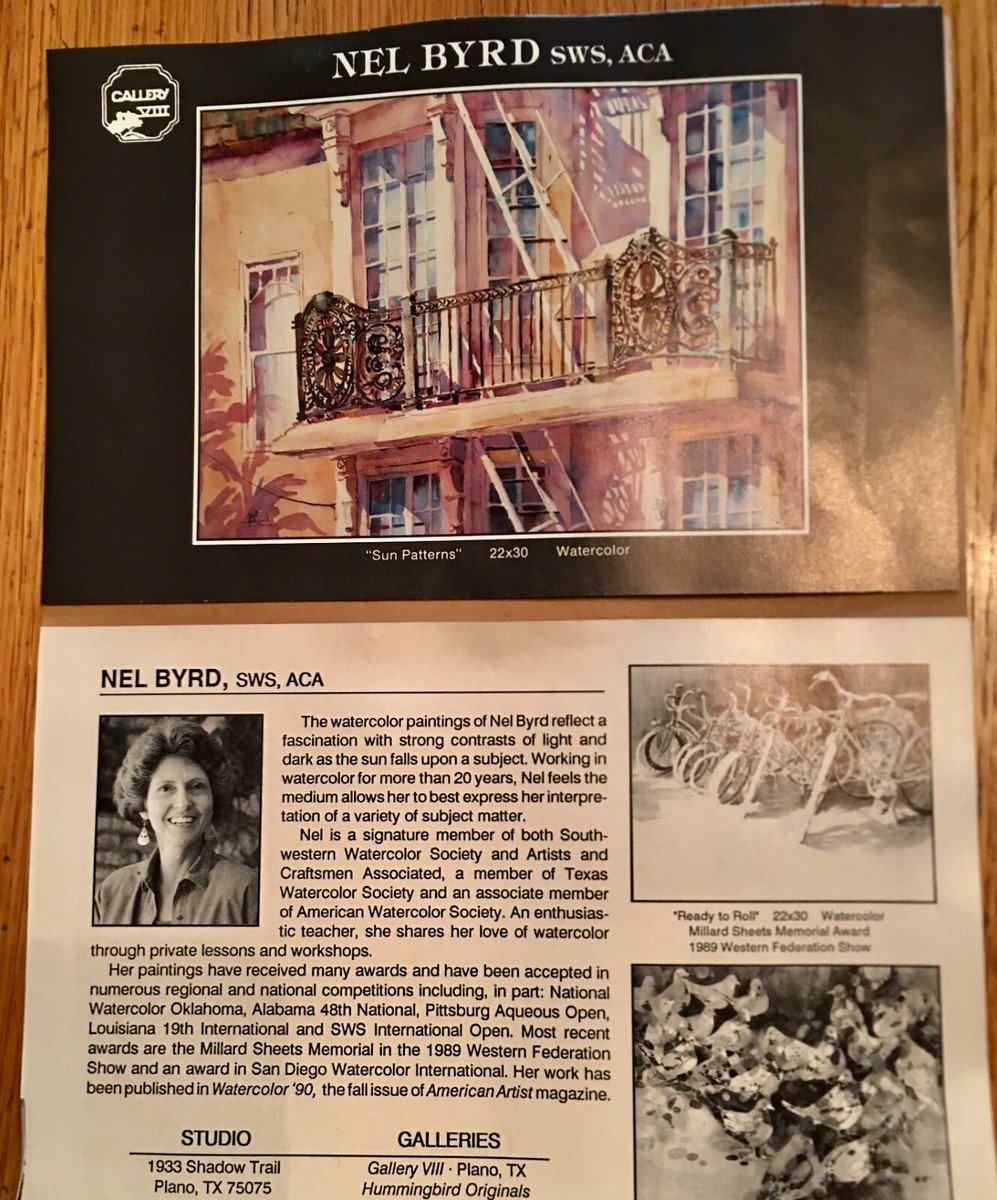 NEL BYRD SWS, ACA
GALLERY
VIII
"Sun Patterns" 22x30 Watercolor
NEL BYRD, SWS, ACA
The watercolor paintings of Nel Byrd reflect a
fascination with strong contrasts of light and
dark as the sun falls upon a subject. Working in
watercolor for more than 20 years, Nel feels the
medium allows her to best express her interpre-
tation of a variety of subject matter.
Nel is a signature member of both South-
western Watercolor Society and Artists and
Craftsmen Associated, a member of Texas
Watercolor Society and an associate member
of American Watercolor Society. An enthusias-
tic teacher, she shares her love of watercolor
through private lessons and workshops.
Her paintings have received many awards and have been accepted in
numerous regional and national competitions including, in part: National
Watercolor Oklahoma, Alabama 48th National, Pittsburg Aqueous Open,
Louisiana 19th International and SWS International Open. Most recent
awards are the Millard Sheets Memorial in the 1989 Western Federation
Show and an award in San Diego Watercolor International. Her work has
been published in Watercolor '90, the fall issue of American Artist magazine.
"Ready to Roll" 22x30 Watercolor
Millard Sheets Memorial Award
1989 Western Federation Show
STUDIO
1933 Shadow Trail
Plano, TX 75075
GALLERIES
Gallery VIII · Plano, TX
Hummingbird Originals